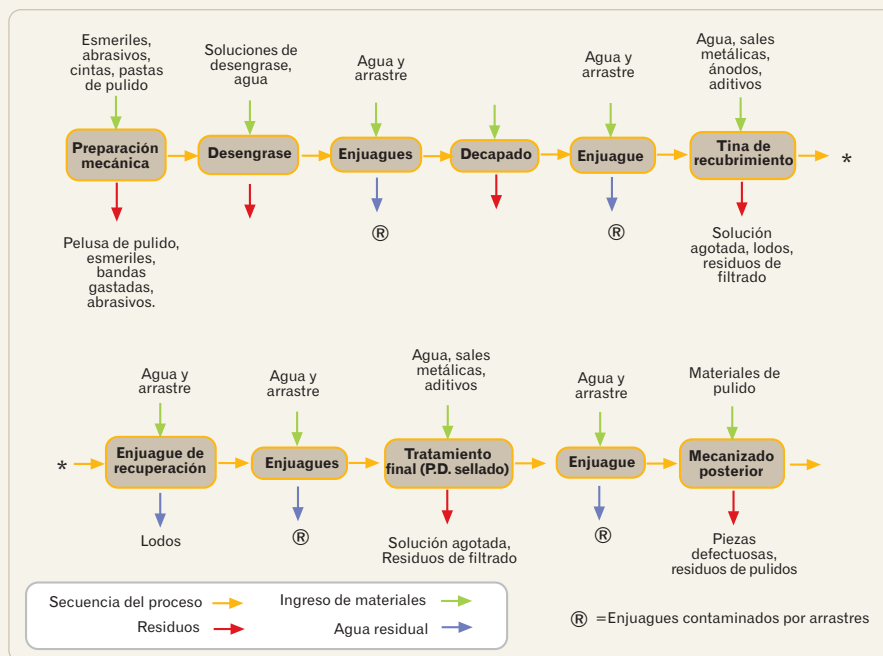 Esmeriles,
abrasivos,
cintas, pastas
de pulido
Soluciones de
desengrase,
agua
Agua y
arrastre
Agua y
arrastre
Agua, sales
metálicas,
ánodos,
aditivos
Preparación
mecánica
Desengrase
Enjuagues
Decapado
Enjuague
Tina de
recubrimiento
*
Pelusa de pulido,
esmeriles,
bandas
gastadas,
abrasivos.
®
®
Solución
agotada, lodos,
residuos de
filtrado
Agua y
arrastre
Agua y
arrastre
Agua, sales
metálicas,
aditivos
Agua y
arrastre
Materiales de
pulido
*
Enjuague de
recuperación
Enjuagues
Tratamiento
final (P.D. sellado)
Enjuague
Mecanizado
posterior
Lodos
®
Solución agotada,
Residuos de filtrado
®
Piezas
defectuosas,
residuos de pulidos
Secuencia del proceso
Ingreso de materiales
Residuos
Agua residual
® =Enjuagues contaminados por arrastres